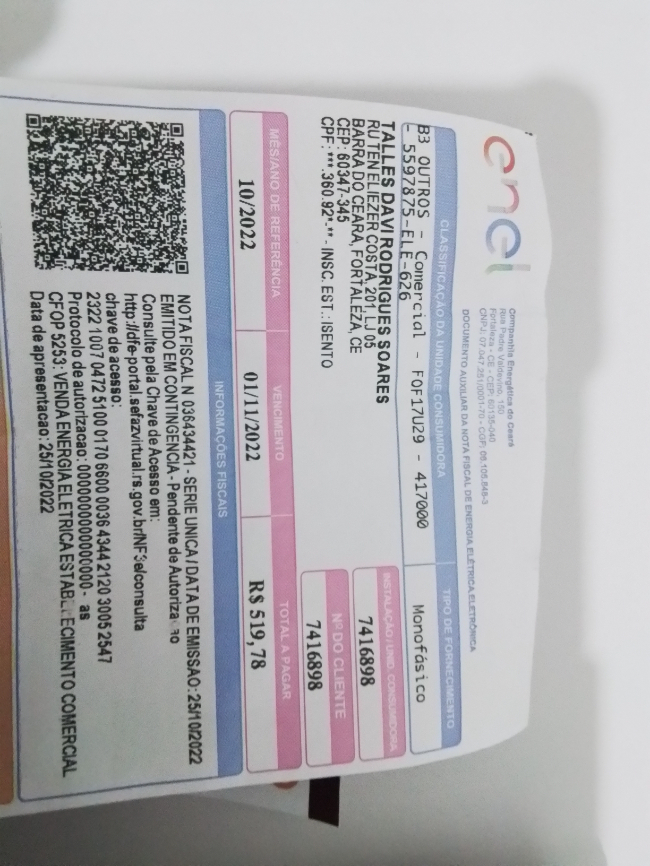 enel
Companhia Energética do Ceará
Rua Padre Valdevino, 150
Fortaleza - CE - CEP: 60135-040
CNPJ: 07.047.251/0001-70 - CGF: 06.105.848-3
DOCUMENTO AUXILIAR DA NOTA FISCAL DE ENERGIA ELÉTRICA ELETRÔNICA
CLASSIFICAÇÃO DA UNIDADE CONSUMIDORA
B3 OUTROS - Comercial - FOF17U29 - 417000
- 5597875-ELE-626
TIPO DE FORNECIMENTO
Monofásico
TALLES DAVI RODRIGUES SOARES
RU TEN ELIEZER COSTA, 201, LJ 05
BARRA DO CEARA, FORTALEZA, CE
CEP: 60347-345
CPF: ***.360.92*-** - INSC. EST.: ISENTO
INSTALAÇÃO / UNID. CONSUMIDORA
7416898
Nº DO CLIENTE
7416898
MÊS/ANO DE REFERÊNCIA
10/2022
VENCIMENTO
01/11/2022
TOTAL A PAGAR
R$ 519,78
INFORMAÇÕES FISCAIS
NOTA FISCAL N 036434421 - SERIE UNICA / DATA DE EMISSAO: 25/10/2022
EMITIDO EM CONTINGENCIA - Pendente de Autorizacao
Consulte pela Chave de Acesso em:
http://dfe-portal.sefazvirtual.rs.gov.br/NF3e/consulta
chave de acesso:
2322 1007 0472 5100 0170 6600 0036 4344 2120 3005 2547
Protocolo de autorizacao: 0000000000000000 - as
CFOP 5253: VENDA ENERGIA ELETRICA ESTABELECIMENTO COMERCIAL
Data de apresentacao: 25/10/2022